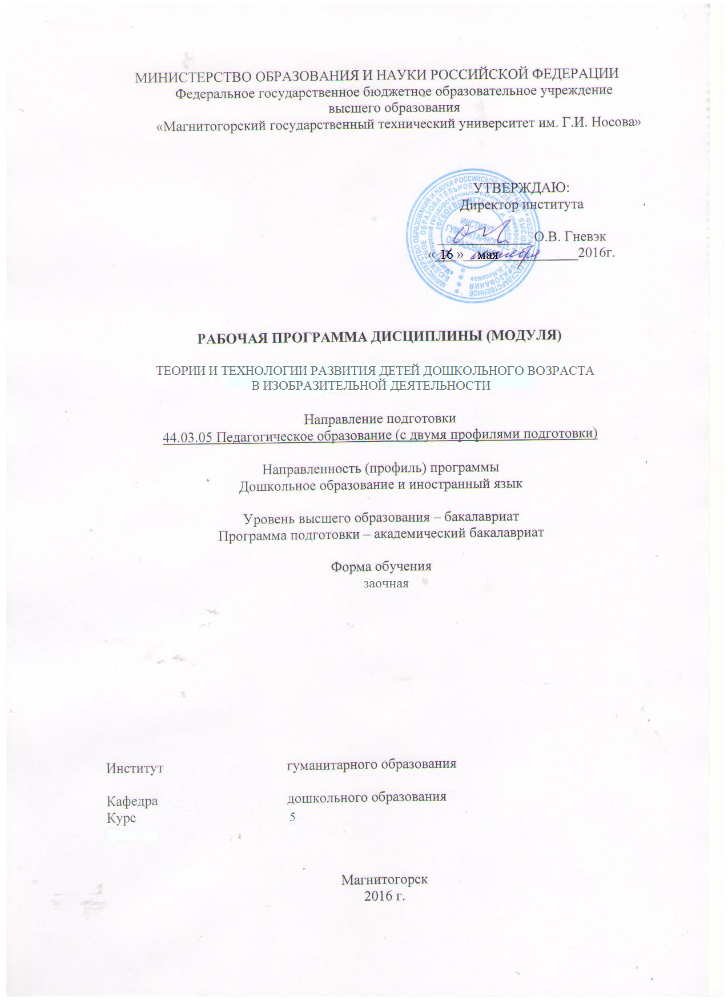 МИНИСТЕРСТВО ОБРАЗОВАНИЯ И НАУКИ РОССИЙСКОЙ ФЕДЕРАЦИИ
Федеральное государственное бюджетное образовательное учреждение
высшего образования
«Магнитогорский государственный технический университет им. Г.И. Носова»
УТВЕРЖДАЮ:
Директор института
О.В. Гневэк
« 16 » мая 2016г.
ИНСТИТУТ
ГУМАНИТАРНОГО
ОБРАЗОВАНИЯ
РАБОЧАЯ ПРОГРАММА ДИСЦИПЛИНЫ (МОДУЛЯ)
ТЕОРИИ И ТЕХНОЛОГИИ РАЗВИТИЯ ДЕТЕЙ ДОШКОЛЬНОГО ВОЗРАСТА
В ИЗОБРАЗИТЕЛЬНОЙ ДЕЯТЕЛЬНОСТИ
Направление подготовки
44.03.05 Педагогическое образование (с двумя профилями подготовки)
Направленность (профиль) программы
Дошкольное образование и иностранный язык
Уровень высшего образования – бакалавриат
Программа подготовки – академический бакалавриат
Форма обучения
заочная
Институт гуманитарного образования
Кафедра дошкольного образования
Курс 5
Магнитогорск
2016 г.